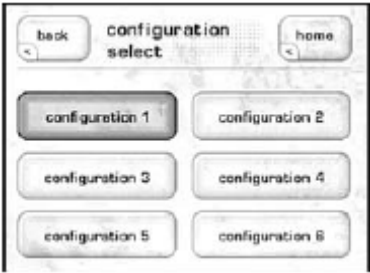 back
configuration
select
home
<
<
configuration 1
configuration 2
configuration 3
configuration 4
configuration 5
configuration 6